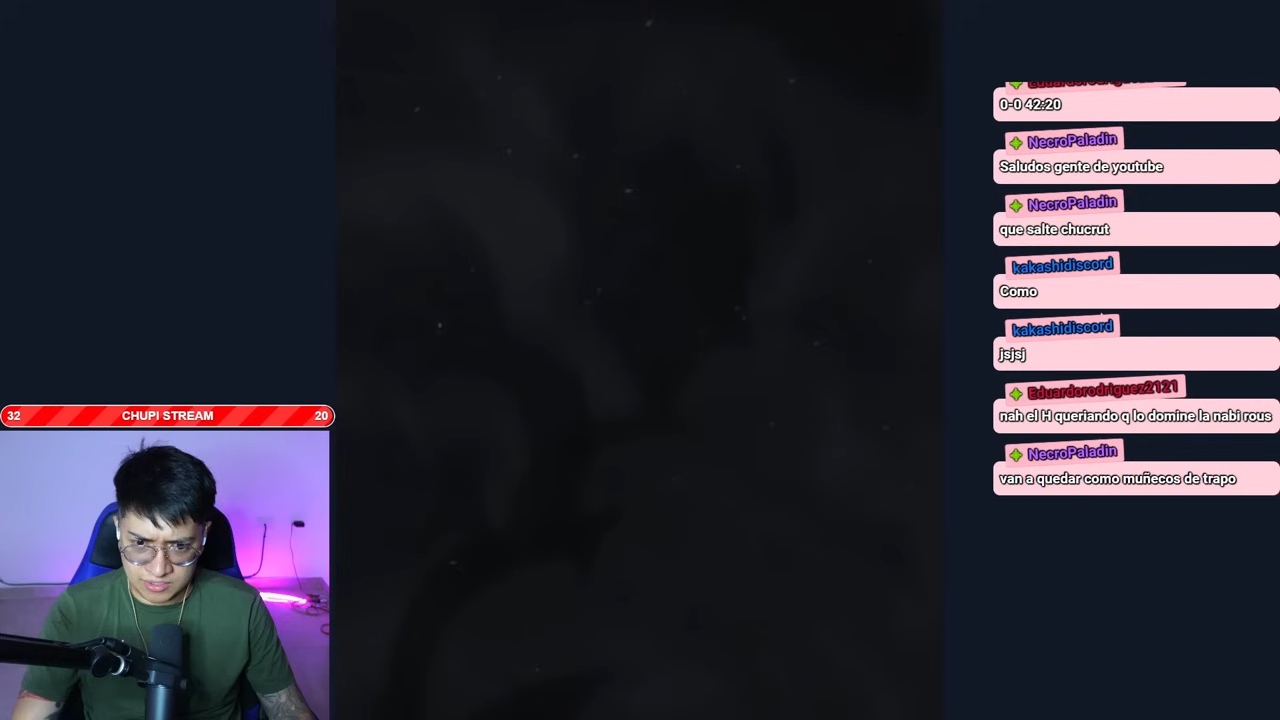 0-0 42:20
NecroPaladin
Saludos gente de youtube
NecroPaladin
que salte chucrut
kakashidiscord
Como
kakashidiscord
jsjsj
Eduardorodriguez2121
nah el H queriando q lo domine la nabi rous
NecroPaladin
van a quedar como muñecos de trapo
32 CHUPI STREAM 20